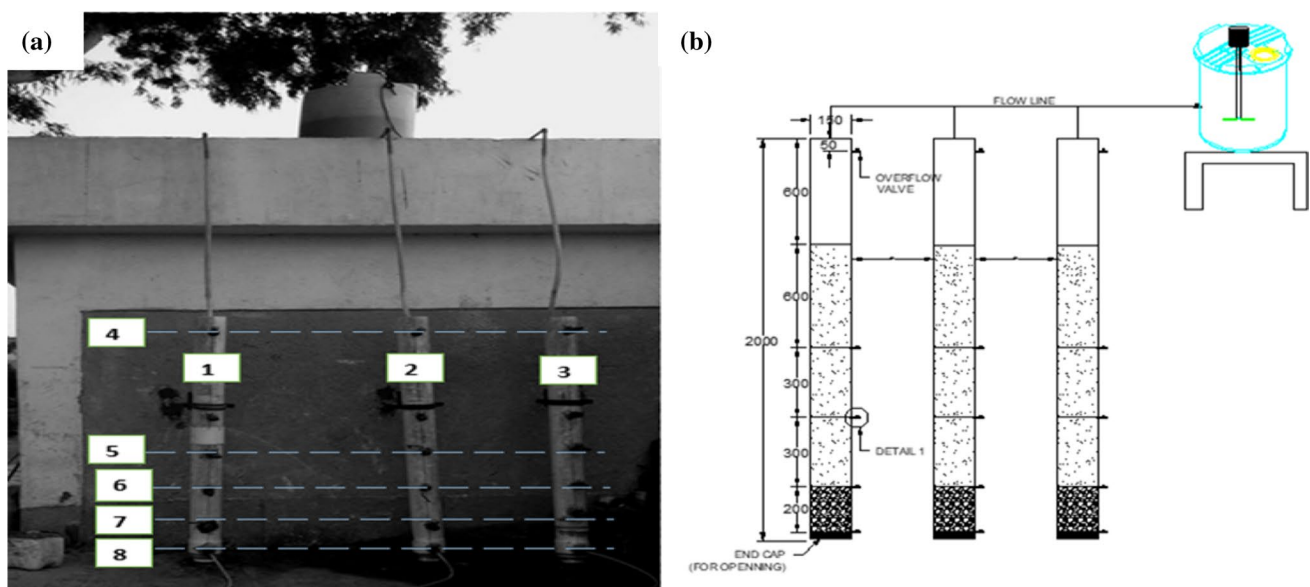 (a)
4
1
2
3
5
6
7
8
(b)
FLOW LINE
150
50
OVERFLOW
VALVE
600
600
2000
300
300
DETAIL 1
200
END CAP
(FOR OPENNING)